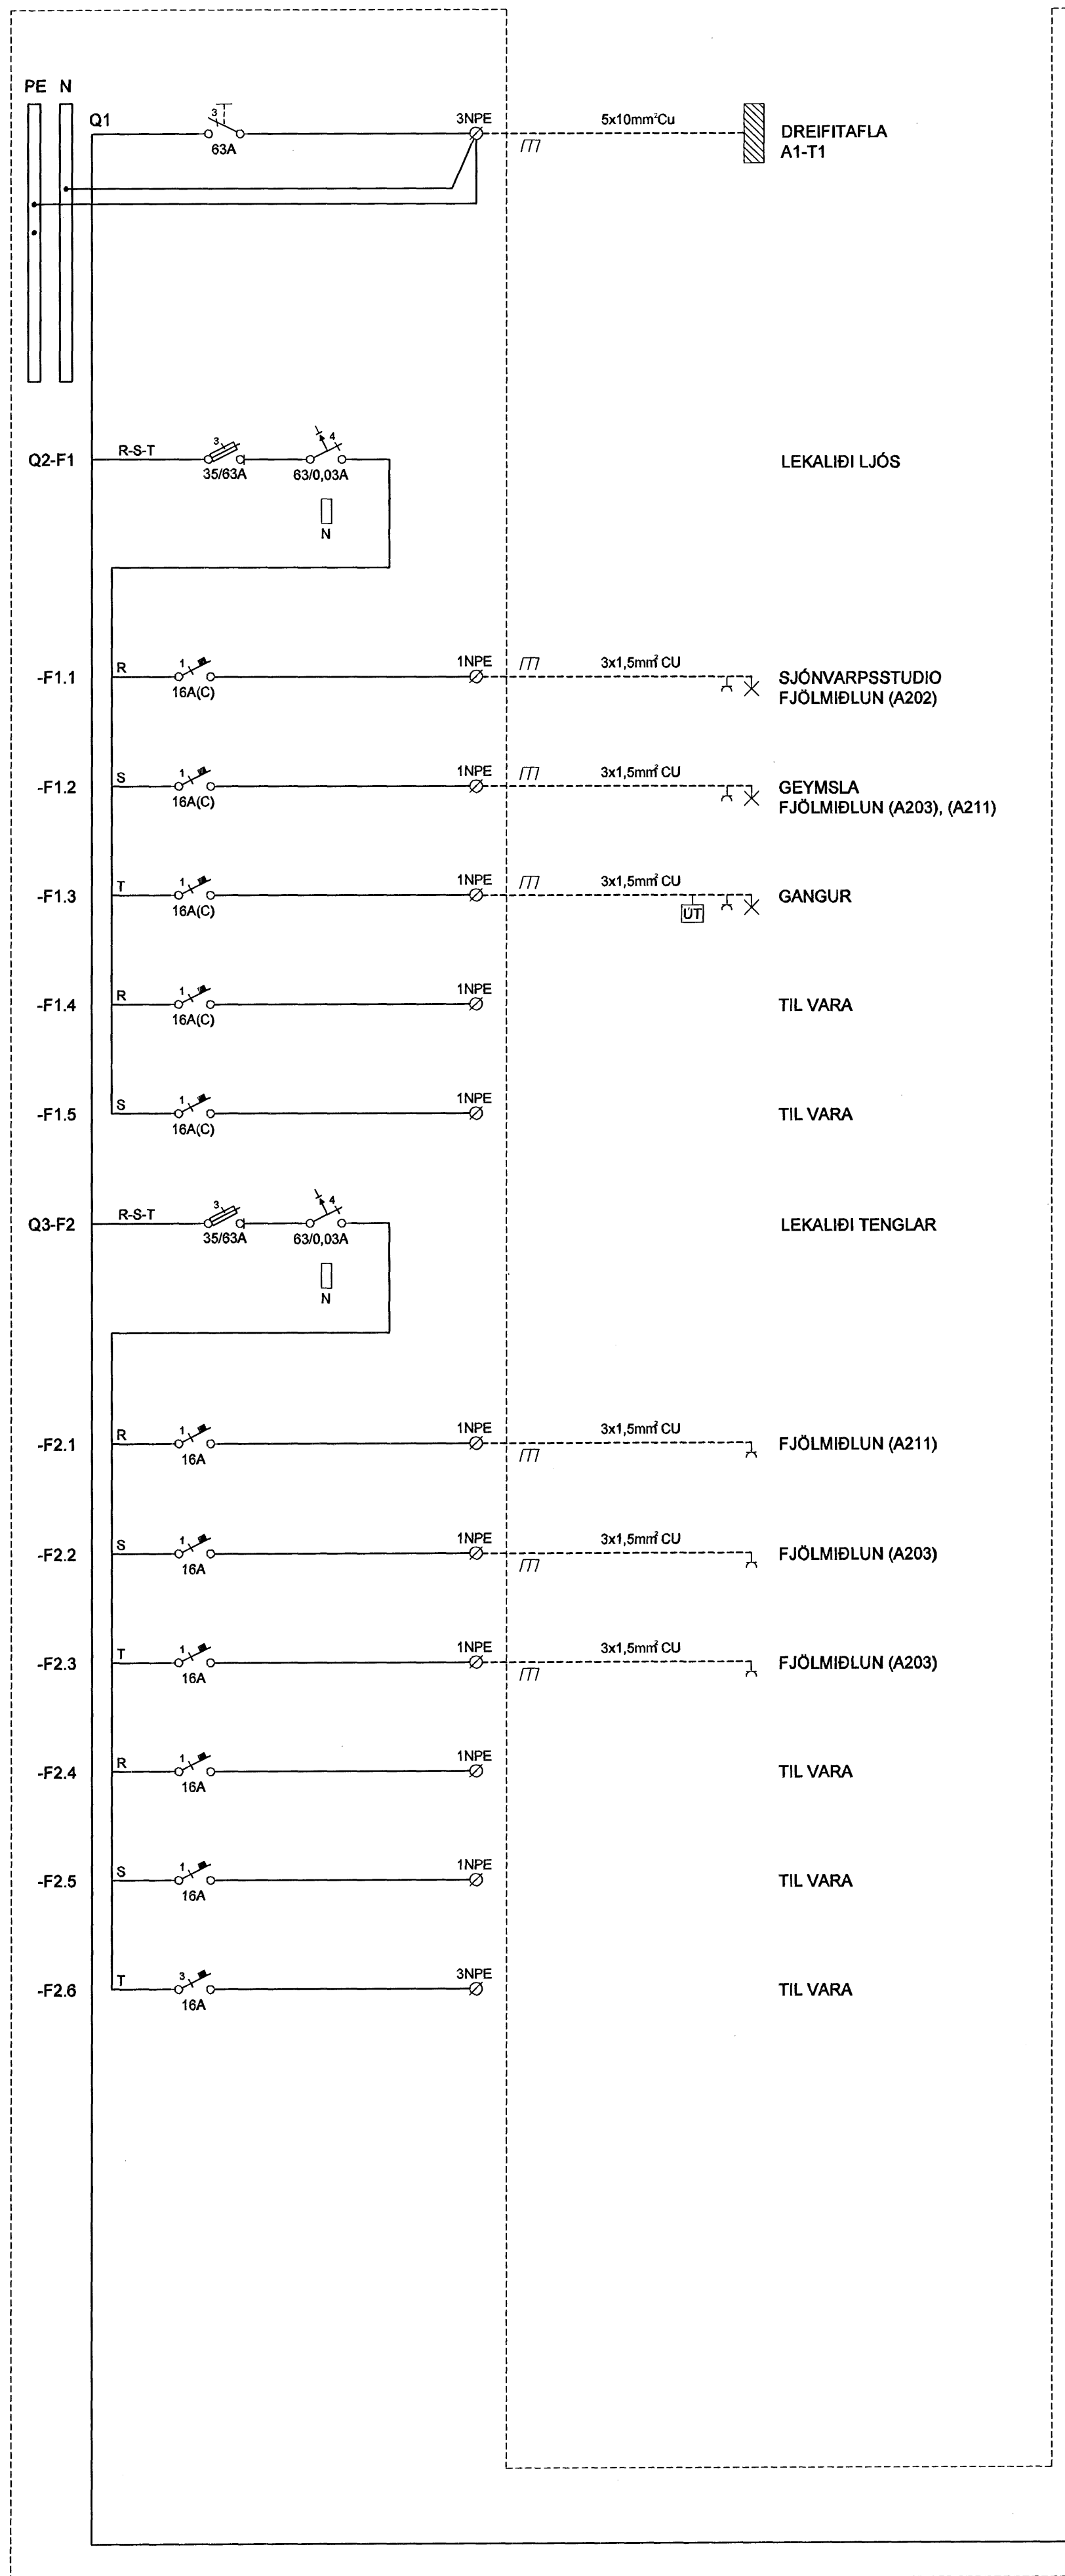 PE N
Q1
3
63A
3NPE
5x10mm²Cu
DREIFITAFLA
A1-T1
Q2-F1
R-S-T
3
35/63A
4
63/0,03A
N
LEKALIÐI LJÓS
-F1.1
R
1
16A(C)
1NPE
3x1,5mm² CU
SJÓNVARPSSTUDIO
FJÖLMIÐLUN (A202)
-F1.2
S
1
16A(C)
1NPE
3x1,5mm² CU
GEYMSLA
FJÖLMIÐLUN (A203), (A211)
-F1.3
T
1
16A(C)
1NPE
3x1,5mm² CU
ÚT
GANGUR
-F1.4
R
1
16A(C)
1NPE
TIL VARA
-F1.5
S
1
16A(C)
1NPE
TIL VARA
Q3-F2
R-S-T
3
35/63A
4
63/0,03A
N
LEKALIÐI TENGLAR
-F2.1
R
1
16A
1NPE
3x1,5mm² CU
FJÖLMIÐLUN (A211)
-F2.2
S
1
16A
1NPE
3x1,5mm² CU
FJÖLMIÐLUN (A203)
-F2.3
T
1
16A
1NPE
3x1,5mm² CU
FJÖLMIÐLUN (A203)
-F2.4
R
1
16A
1NPE
TIL VARA
-F2.5
S
1
16A
1NPE
TIL VARA
-F2.6
T
3
16A
3NPE
TIL VARA